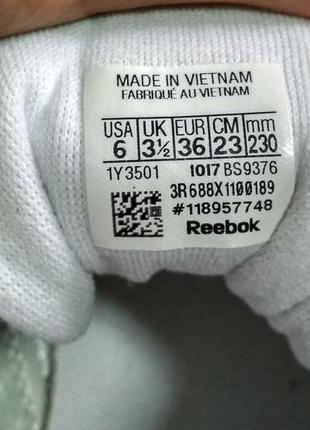 MADE IN VIETNAM
FABRIQUÉ AU VIETNAM
USA UK EUR CM mm
6 3½ 36 23 230
1Y3501 1017 BS9376
3R688X1100189
#118957748
Reebok